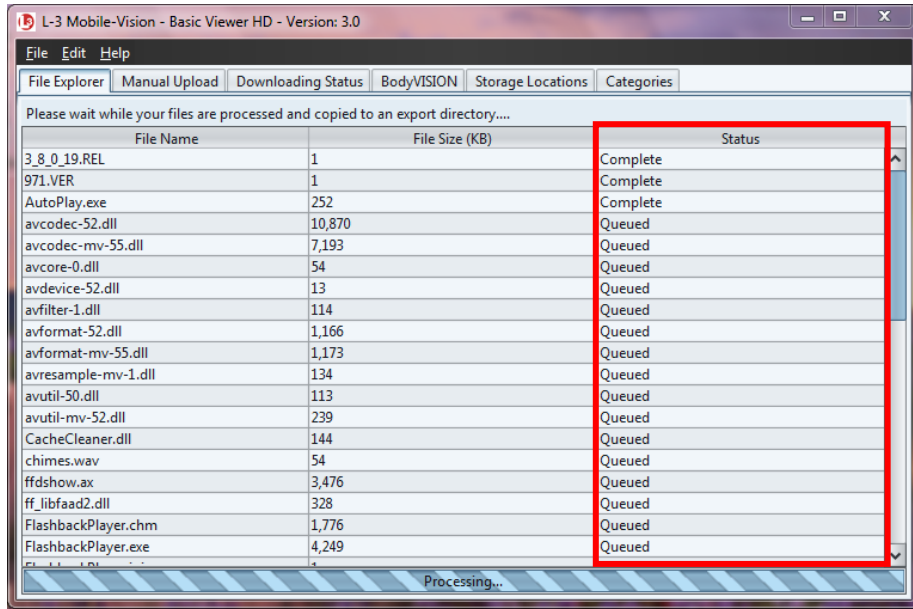 L-3 Mobile-Vision - Basic Viewer HD - Version: 3.0
File Edit Help
File Explorer Manual Upload Downloading Status BodyVISION Storage Locations Categories
Please wait while your files are processed and copied to an export directory....
File Name File Size (KB) Status
3_8_0_19.REL 1 Complete
971.VER 1 Complete
AutoPlay.exe 252 Complete
avcodec-52.dll 10,870 Queued
avcodec-mv-55.dll 7,193 Queued
avcore-0.dll 54 Queued
avdevice-52.dll 13 Queued
avfilter-1.dll 114 Queued
avformat-52.dll 1,166 Queued
avformat-mv-55.dll 1,173 Queued
avresample-mv-1.dll 134 Queued
avutil-50.dll 113 Queued
avutil-mv-52.dll 239 Queued
CacheCleaner.dll 144 Queued
chimes.wav 54 Queued
ffdshow.ax 3,476 Queued
ff_libfaad2.dll 328 Queued
FlashbackPlayer.chm 1,776 Queued
FlashbackPlayer.exe 4,249 Queued
Processing...